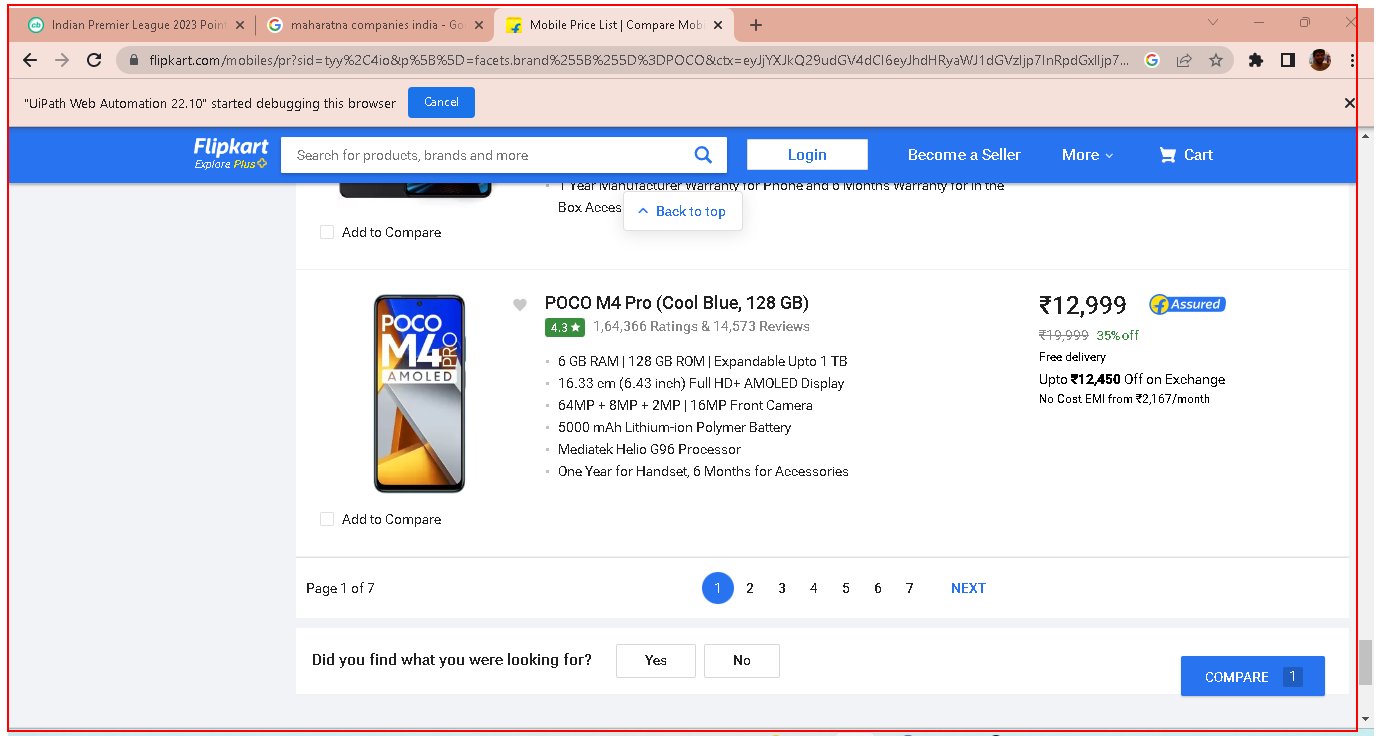 Indian Premier League 2023 Point
maharatna companies india - Go
Mobile Price List | Compare Mobi
flipkart.com/mobiles/pr?sid=tyy%2C4io&p%5B%5D=facets.brand%255B%255D%3DPOCO&ctx=
"UiPath Web Automation 22.10" started debugging this browser
Cancel
Flipkart
Explore Plus
Search for products, brands and more
Login
Become a Seller
More
Cart
1 Year Manufacturer Warranty for Phone and 6 Months Warranty for in the
Box Acces
Back to top
Add to Compare
POCO
M4 PRO
AMOLED
POCO M4 Pro (Cool Blue, 128 GB)
4.3 ★ 1,64,366 Ratings & 14,573 Reviews
6 GB RAM | 128 GB ROM | Expandable Upto 1 TB
16.33 cm (6.43 inch) Full HD+ AMOLED Display
64MP + 8MP + 2MP | 16MP Front Camera
5000 mAh Lithium-ion Polymer Battery
Mediatek Helio G96 Processor
One Year for Handset, 6 Months for Accessories
₹12,999
Assured
₹19,999 35% off
Free delivery
Upto ₹12,450 Off on Exchange
No Cost EMI from ₹2,167/month
Add to Compare
Page 1 of 7
1 2 3 4 5 6 7 NEXT
Did you find what you were looking for?
Yes
No
COMPARE 1